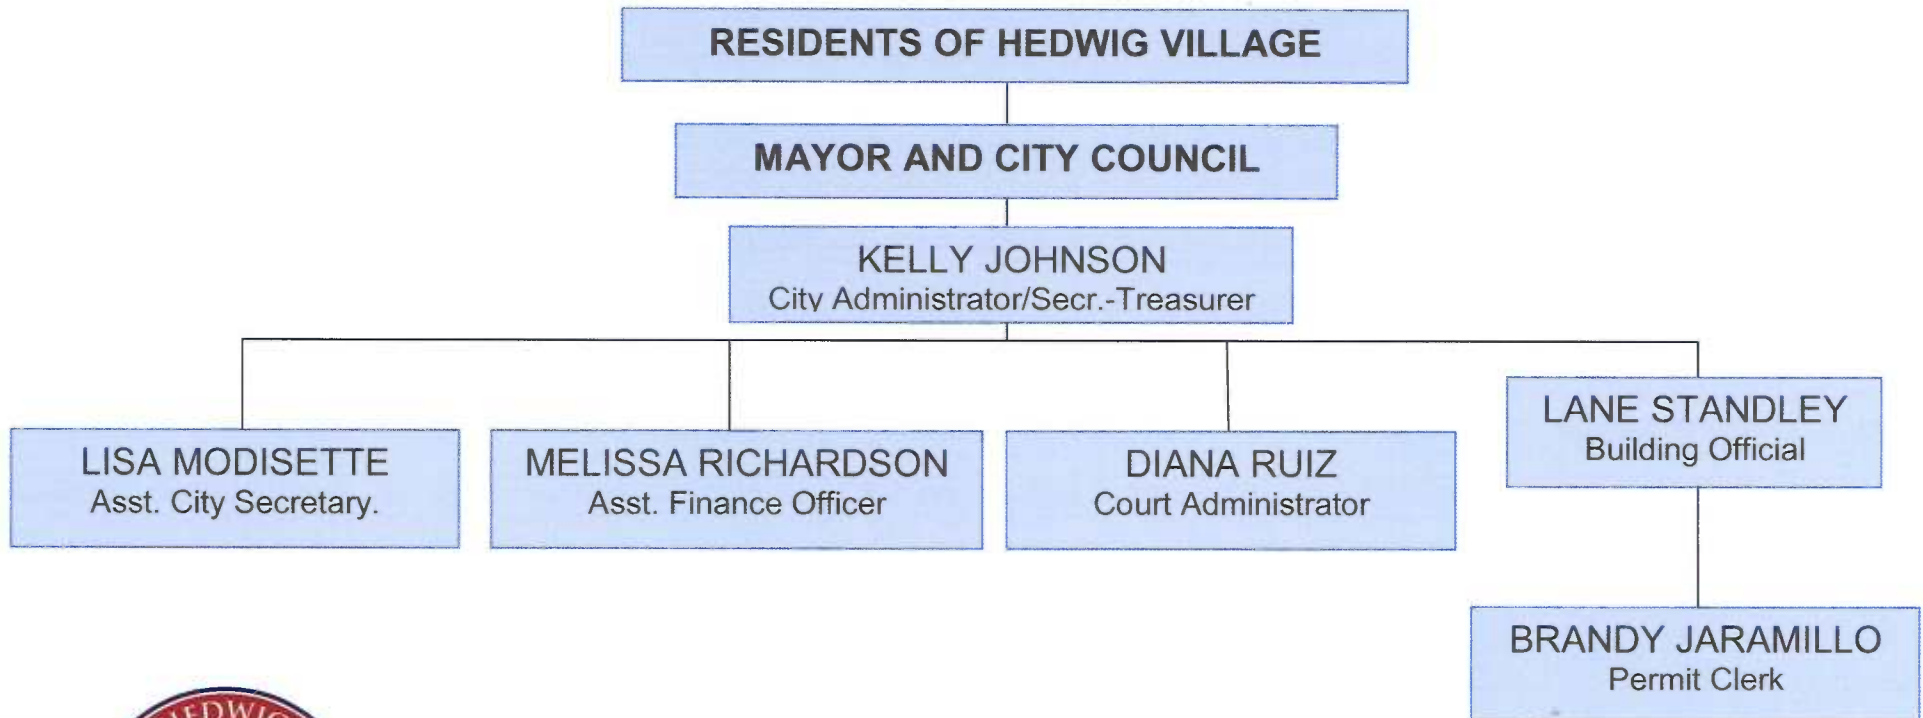 RESIDENTS OF HEDWIG VILLAGE
MAYOR AND CITY COUNCIL
KELLY JOHNSON
City Administrator/Secr.-Treasurer
LISA MODISETTE
Asst. City Secretary.
MELISSA RICHARDSON
Asst. Finance Officer
DIANA RUIZ
Court Administrator
LANE STANDLEY
Building Official
BRANDY JARAMILLO
Permit Clerk
HEDWIG